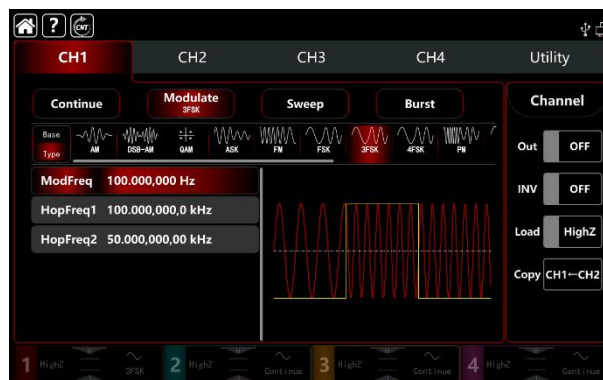 ? CNT
CH1 CH2 CH3 CH4 Utility
Continue Modulate Sweep Burst Channel
3FSK
Base
Type
AM DSB-AM QAM ASK FM FSK 3FSK 4FSK PM
Out OFF
ModFreq 100.000,000 Hz
INV OFF
HopFreq1 100.000,000,0 kHz
Load HighZ
HopFreq2 50.000,000,00 kHz
Copy CH1←CH2
1 HighZ 3FSK 2 HighZ Continue 3 HighZ Continue 4 HighZ Continue